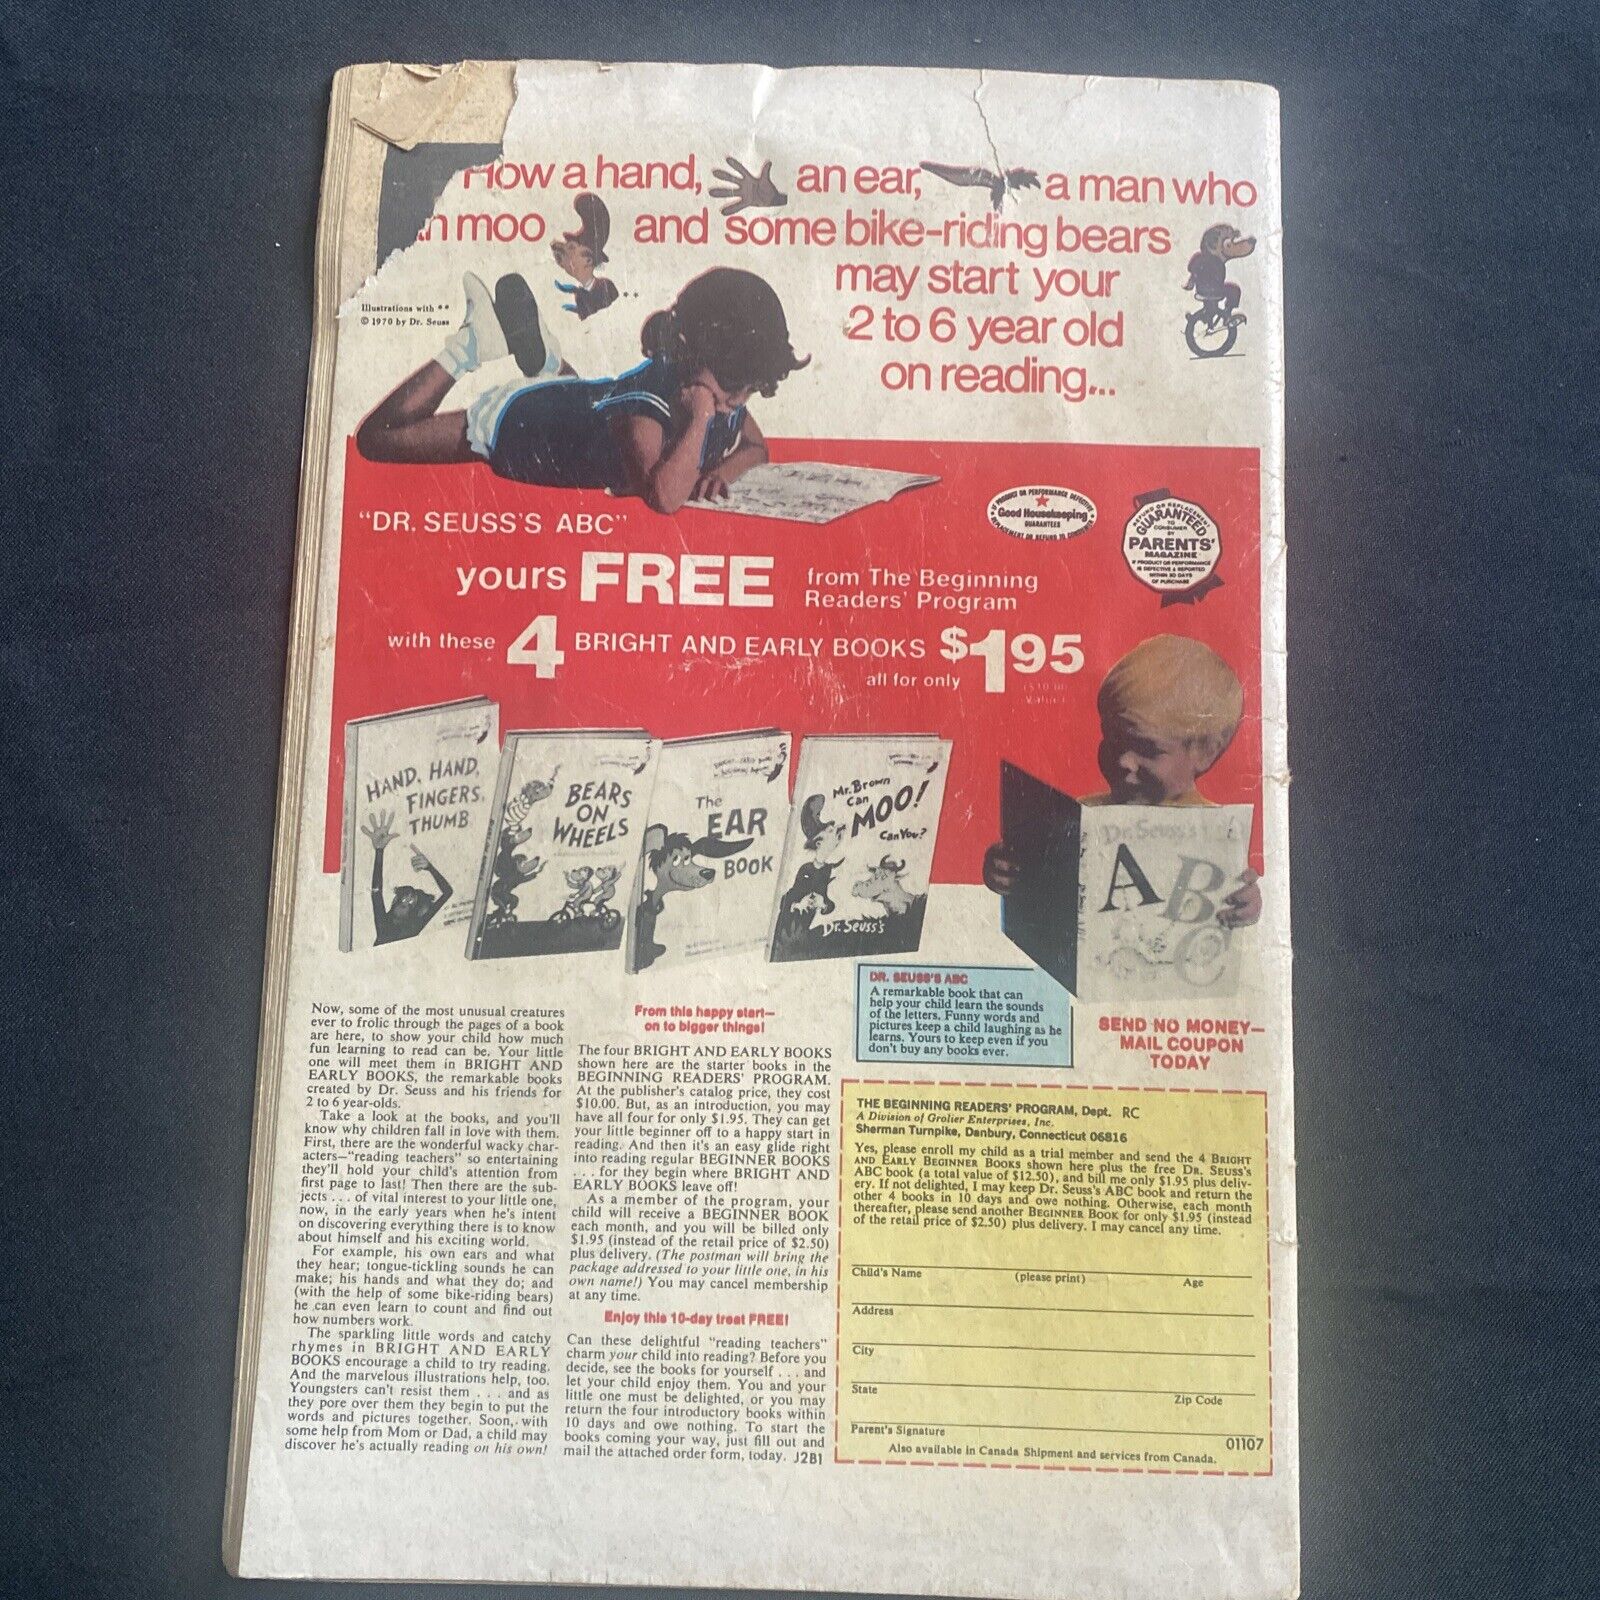 How a hand, an ear, a man who
moo and some bike-riding bears
may start your
2 to 6 year old
on reading...
Illustrations with **
© 1970 by Dr. Seuss
**
"DR. SEUSS'S ABC"
yours FREE from The Beginning
Readers' Program
with these 4 BRIGHT AND EARLY BOOKS $1.95
all for only
Good Housekeeping
GUARANTEES
REFUND OR REPLACEMENT
GUARANTEED
TO
CONSUMER
BY
PARENTS'
MAGAZINE
IF PRODUCT OR PERFORMANCE
IS DEFECTIVE & REPORTED
WITHIN 30 DAYS
OF PURCHASE
HAND, HAND,
FINGERS,
THUMB
BEARS
ON
WHEELS
The
EAR
BOOK
Mr. Brown
Can
MOO!
Can You?
Dr. Seuss's
Dr. Seuss's
A B C
DR. SEUSS'S ABC
A remarkable book that can
help your child learn the sounds
of the letters. Funny words and
pictures keep a child laughing as he
learns. Yours to keep even if you
don't buy any books ever.
SEND NO MONEY—
MAIL COUPON
TODAY
Now, some of the most unusual creatures
ever to frolic through the pages of a book
are here, to show your child how much
fun learning to read can be. Your little
one will meet them in BRIGHT AND
EARLY BOOKS, the remarkable books
created by Dr. Seuss and his friends for
2 to 6 year-olds.
Take a look at the books, and you'll
know why children fall in love with them.
First, there are the wonderful wacky char-
acters—"reading teachers" so entertaining
they'll hold your child's attention from
first page to last! Then there are the sub-
jects . . . of vital interest to your little one,
now, in the early years when he's intent
on discovering everything there is to know
about himself and his exciting world.
For example, his own ears and what
they hear; tongue-tickling sounds he can
make; his hands and what they do; and
(with the help of some bike-riding bears)
he can even learn to count and find out
how numbers work.
The sparkling little words and catchy
rhymes in BRIGHT AND EARLY
BOOKS encourage a child to try reading.
And the marvelous illustrations help, too.
Youngsters can't resist them . . . and as
they pore over them they begin to put the
words and pictures together. Soon, with
some help from Mom or Dad, a child may
discover he's actually reading on his own!
From this happy start—
on to bigger things!
The four BRIGHT AND EARLY BOOKS
shown here are the starter books in the
BEGINNING READERS' PROGRAM.
At the publisher's catalog price, they cost
$10.00. But, as an introduction, you may
have all four for only $1.95. They can get
your little beginner off to a happy start in
reading. And then it's an easy glide right
into reading regular BEGINNER BOOKS
. . . for they begin where BRIGHT AND
EARLY BOOKS leave off!
As a member of the program, your
child will receive a BEGINNER BOOK
each month, and you will be billed only
$1.95 (instead of the retail price of $2.50)
plus delivery. (The postman will bring the
package addressed to your little one, in his
own name!) You may cancel membership
at any time.
Enjoy this 10-day treat FREE!
Can these delightful "reading teachers"
charm your child into reading? Before you
decide, see the books for yourself . . . and
let your child enjoy them. You and your
little one must be delighted, or you may
return the four introductory books within
10 days and owe nothing. To start the
books coming your way, just fill out and
mail the attached order form, today. J2B1
THE BEGINNING READERS' PROGRAM, Dept. RC
A Division of Grolier Enterprises, Inc.
Sherman Turnpike, Danbury, Connecticut 06816
Yes, please enroll my child as a trial member and send the 4 BRIGHT
AND EARLY BEGINNER BOOKS shown here plus the free DR. SEUSS'S
ABC book (a total value of $12.50), and bill me only $1.95 plus deliv-
ery. If not delighted, I may keep Dr. Seuss's ABC book and return the
other 4 books in 10 days and owe nothing. Otherwise, each month
thereafter, please send another BEGINNER BOOK for only $1.95 (instead
of the retail price of $2.50) plus delivery. I may cancel any time.
Child's Name (please print) Age
Address
City
State Zip Code
Parent's Signature 01107
Also available in Canada Shipment and services from Canada.